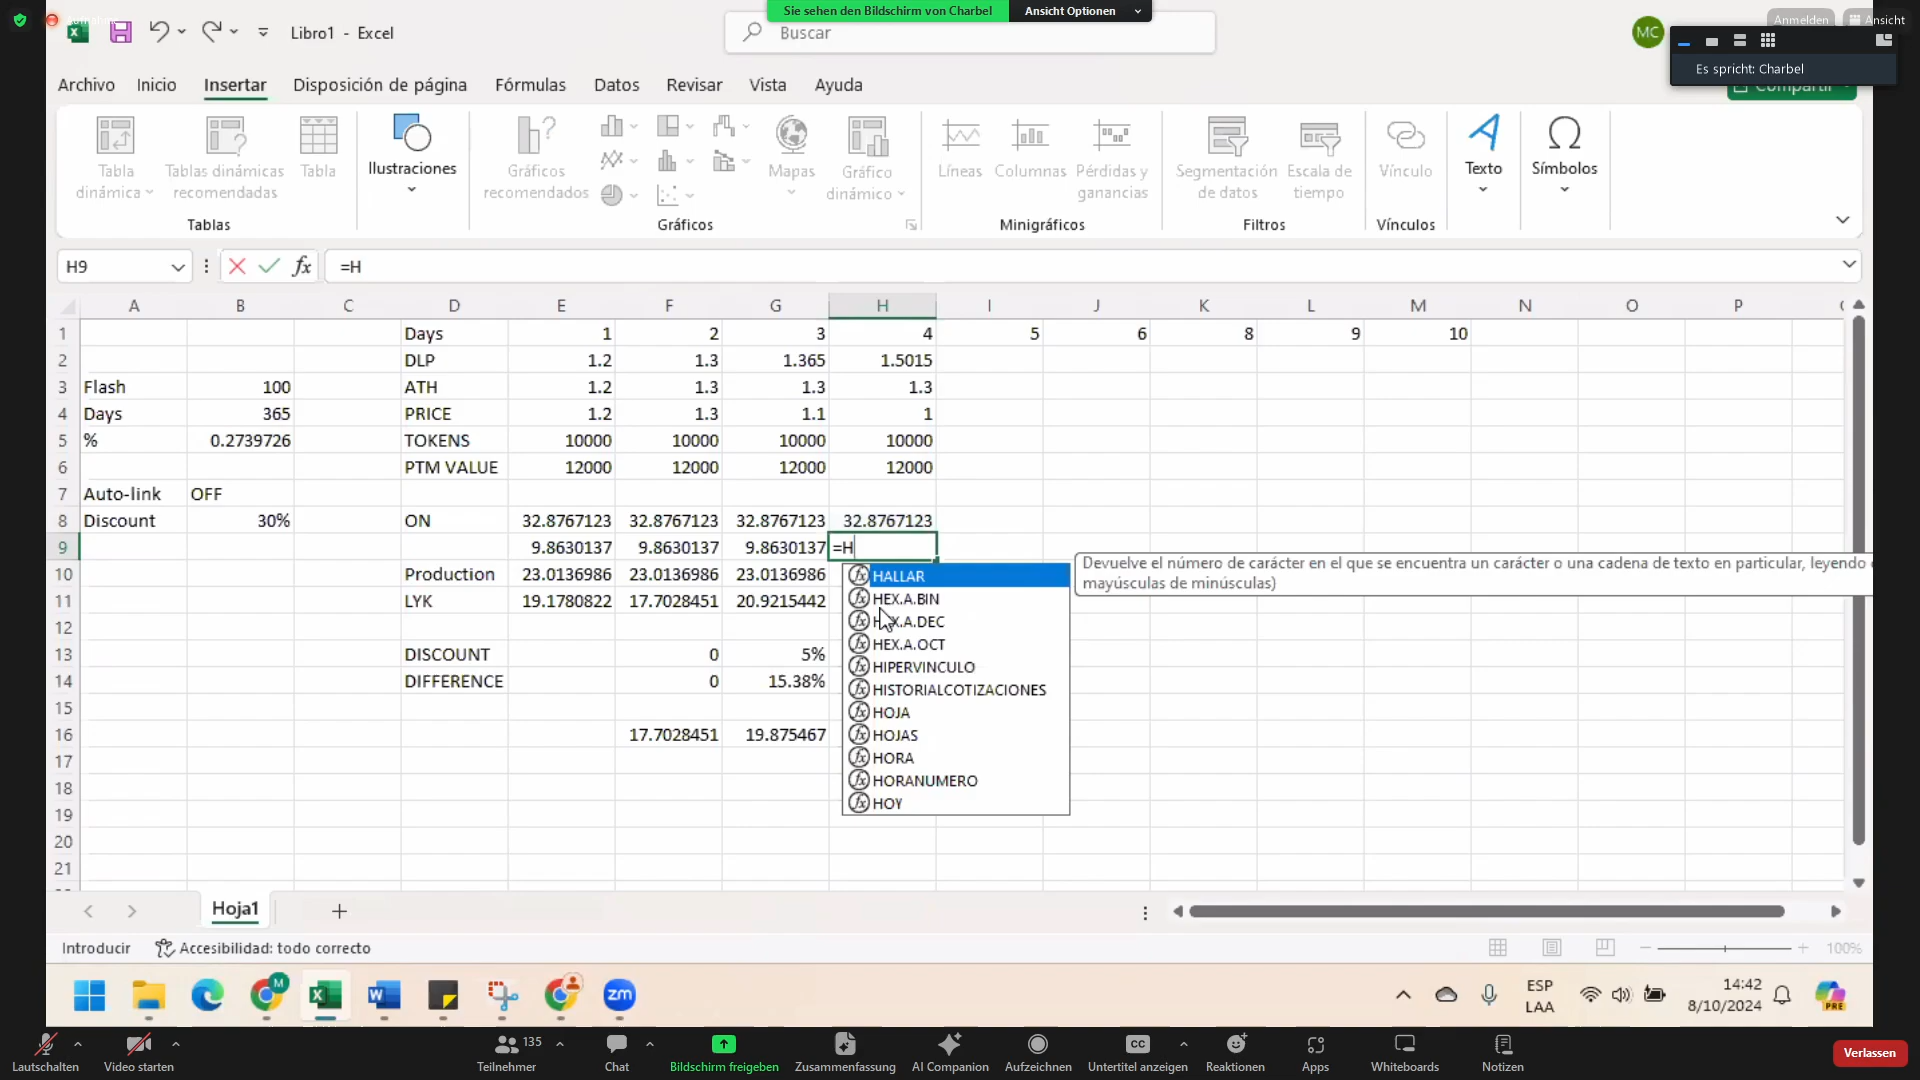 Sie sehen den Bildschirm von Charbel
Ansicht Optionen
Anmelden
Ansicht
Libro1 - Excel
Buscar
MC
Es spricht: Charbel
Archivo Inicio Insertar Disposición de página Fórmulas Datos Revisar Vista Ayuda
Compartir
Tabla dinámica
Tablas dinámicas recomendadas
Tabla
Ilustraciones
Gráficos recomendados
Mapas
Gráfico dinámico
Líneas
Columnas
Pérdidas y ganancias
Segmentación de datos
Escala de tiempo
Vínculo
Texto
Símbolos
Tablas
Gráficos
Minigráficos
Filtros
Vínculos
H9
fx
=H
A B C D E F G H I J K L M N O P
1 Days 1 2 3 4 5 6 8 9 10
2 DLP 1.2 1.3 1.365 1.5015
3 Flash 100 ATH 1.2 1.3 1.3 1.3
4 Days 365 PRICE 1.2 1.3 1.1 1
5 % 0.2739726 TOKENS 10000 10000 10000 10000
6 PTM VALUE 12000 12000 12000 12000
7 Auto-link OFF
8 Discount 30% ON 32.8767123 32.8767123 32.8767123 32.8767123
9 9.8630137 9.8630137 9.8630137 =H
10 Production 23.0136986 23.0136986 23.0136986
11 LYK 19.1780822 17.7028451 20.9215442
12
13 DISCOUNT 0 5%
14 DIFFERENCE 0 15.38%
15
16 17.7028451 19.875467
17
18
19
20
21
HALLAR
HEX.A.BIN
HEX.A.DEC
HEX.A.OCT
HIPERVINCULO
HISTORIALCOTIZACIONES
HOJA
HOJAS
HORA
HORANUMERO
HOY
Devuelve el número de carácter en el que se encuentra un carácter o una cadena de texto en particular, leyendo
mayúsculas de minúsculas)
Hoja1
Introducir
Accesibilidad: todo correcto
100%
M
zm
ESP
LAA
14:42
8/10/2024
PRE
Lautschalten
Video starten
135
Teilnehmer
Chat
Bildschirm freigeben
Zusammenfassung
AI Companion
Aufzeichnen
CC
Untertitel anzeigen
Reaktionen
Apps
Whiteboards
Notizen
Verlassen